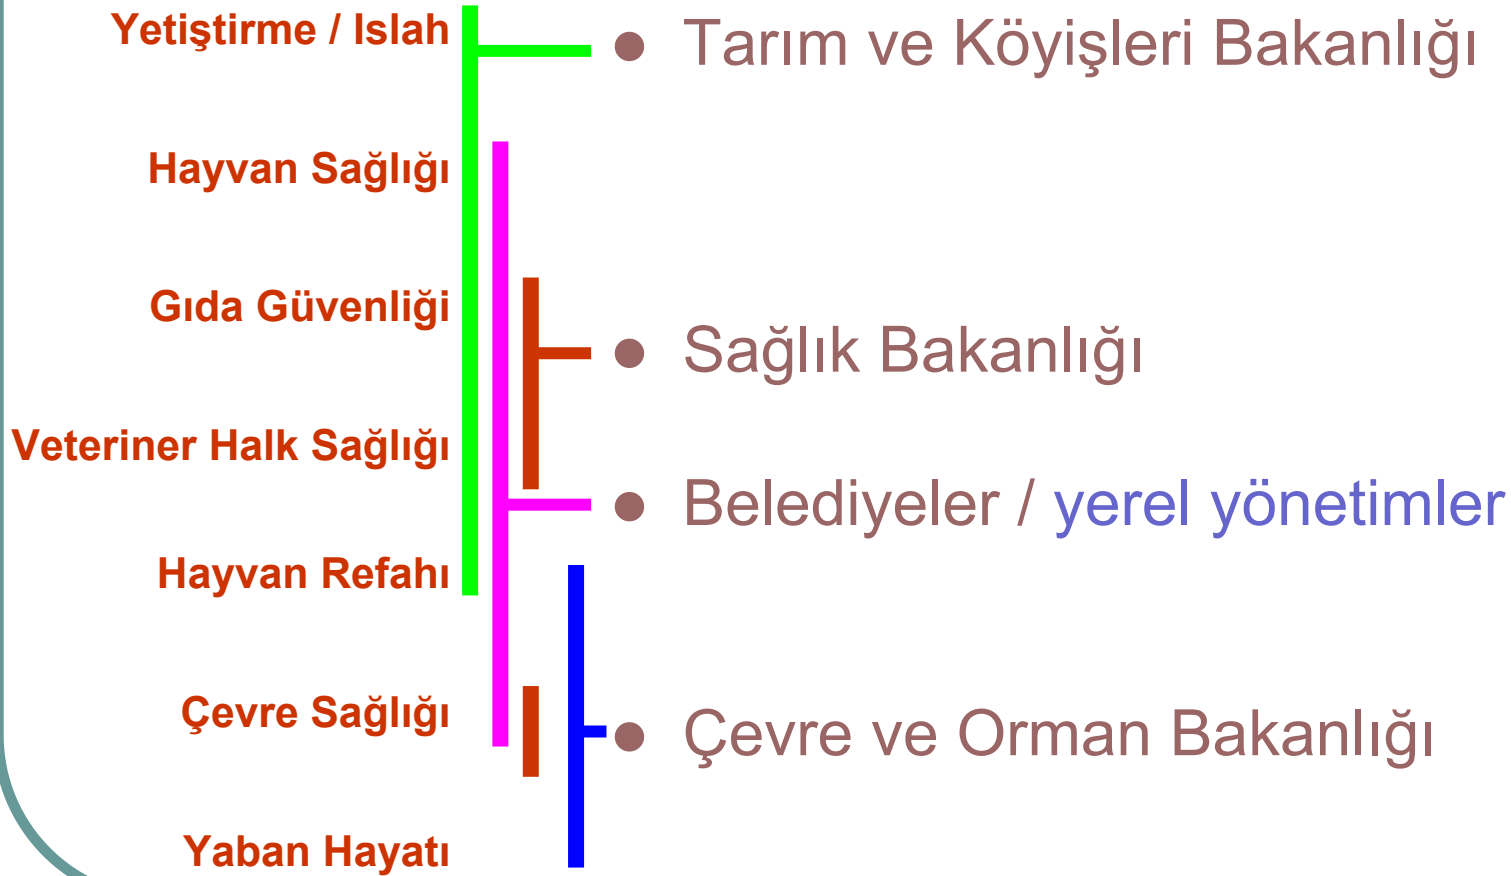 Yetiştirme / Islah
● Tarım ve Köyişleri Bakanlığı
Hayvan Sağlığı
Gıda Güvenliği
● Sağlık Bakanlığı
Veteriner Halk Sağlığı
● Belediyeler / yerel yönetimler
Hayvan Refahı
Çevre Sağlığı
● Çevre ve Orman Bakanlığı
Yaban Hayatı